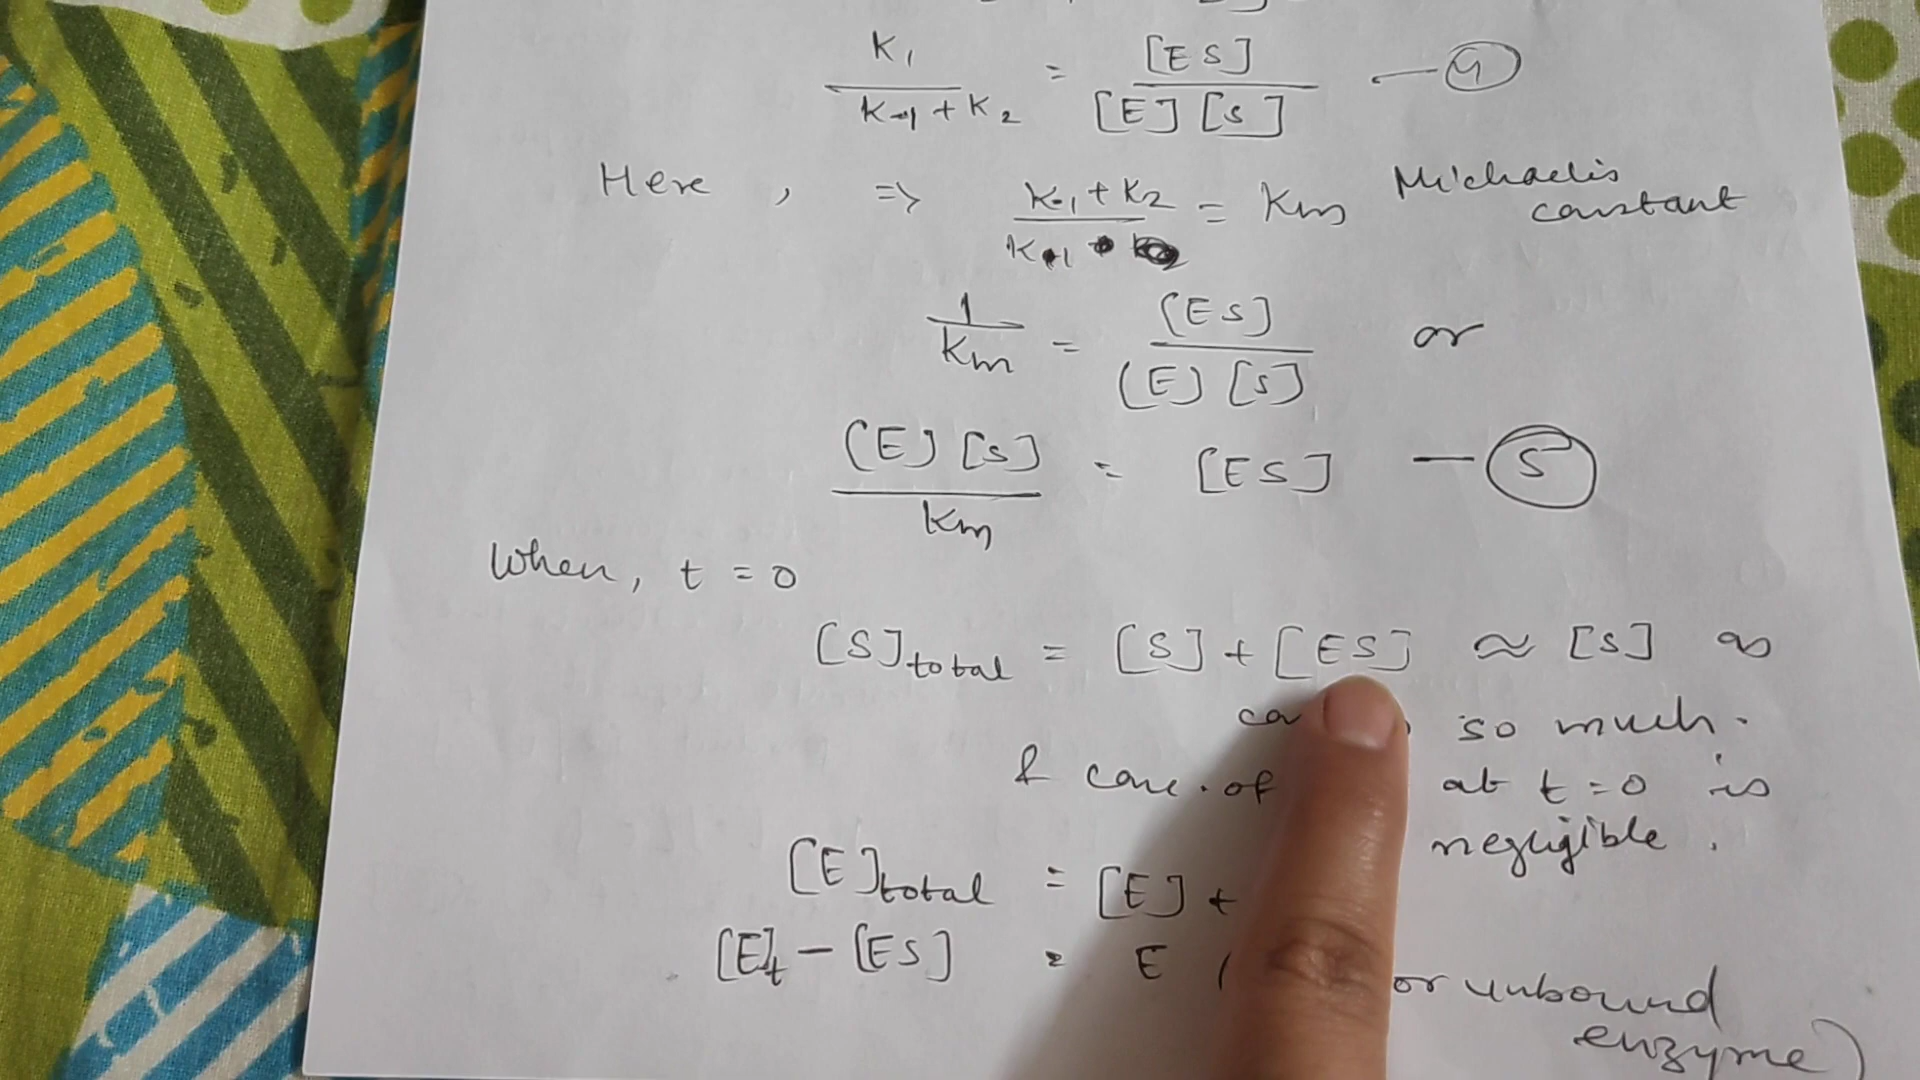 K1 / K-1 + K2 = [ES] / [E] [S] — 4
Here , => K-1 + K2 / K1 = Km Michaelis constant
1 / Km = [ES] / [E] [S] or
[E] [S] / Km = [ES] — 5
When, t = 0
[S]total = [S] + [ES] ≈ [S] as
so much.
& conc. of at t = 0 is
negligible.
[E]total = [E] +
[E]t − [ES] = E ( or unbound
enzyme)